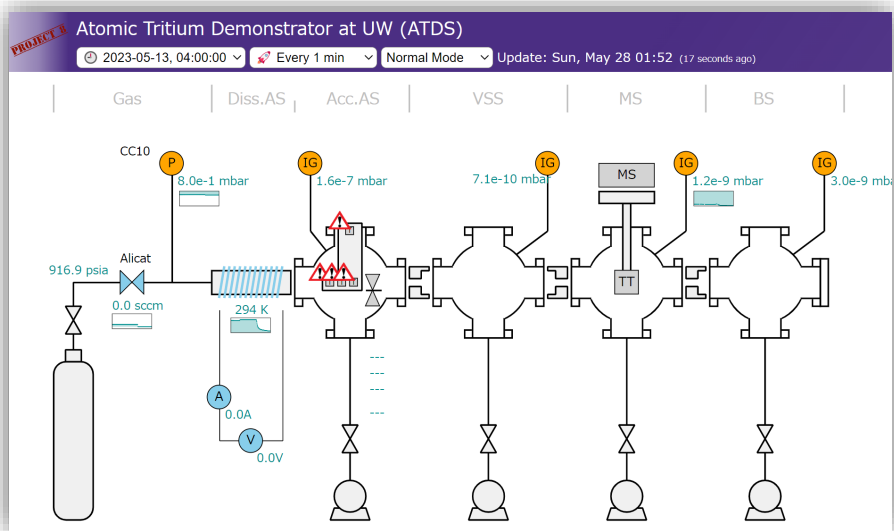 PROJECT 8
Atomic Tritium Demonstrator at UW (ATDS)
2023-05-13, 04:00:00
Every 1 min
Normal Mode
Update: Sun, May 28 01:52 (17 seconds ago)
Gas
Diss.AS
Acc.AS
VSS
MS
BS
CC10
P
IG
IG
MS
IG
IG
8.0e-1 mbar
1.6e-7 mbar
7.1e-10 mbar
1.2e-9 mbar
3.0e-9 mba
Alicat
916.9 psia
TT
0.0 sccm
294 K
---
---
---
---
A
0.0A
V
0.0V